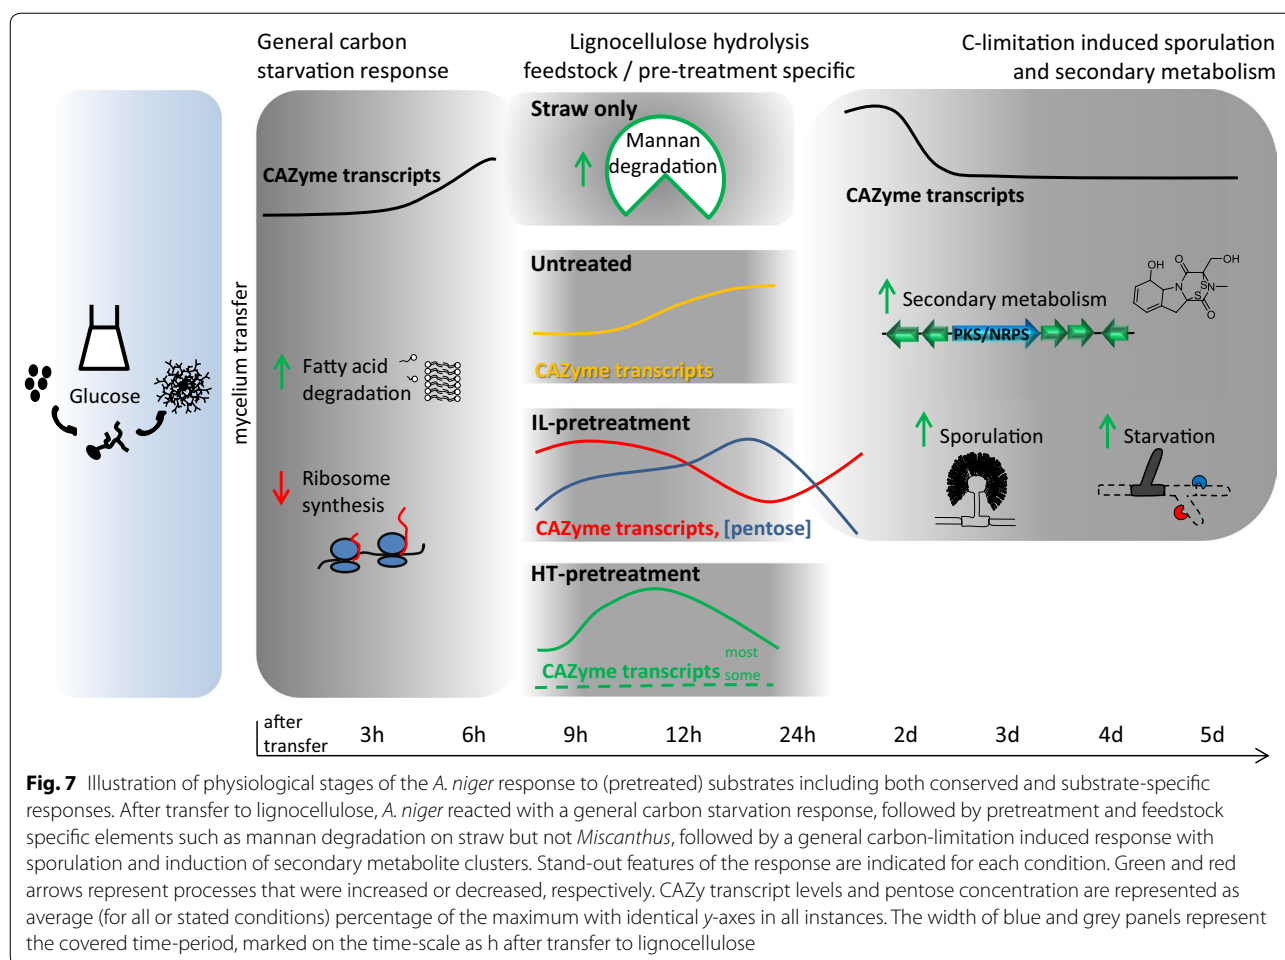 General carbon
starvation response
Lignocellulose hydrolysis
feedstock / pre-treatment specific
C-limitation induced sporulation
and secondary metabolism
Glucose
mycelium transfer
CAZyme transcripts
Fatty acid
degradation
Ribosome
synthesis
Straw only
Mannan
degradation
Untreated
CAZyme transcripts
IL-pretreatment
CAZyme transcripts, [pentose]
HT-pretreatment
most
CAZyme transcripts
some
CAZyme transcripts
Secondary metabolism
PKS/NRPS
OH
O
OH
N
S
N
S
O
Sporulation
Starvation
after
transfer
3h
6h
9h
12h
24h
2d
3d
4d
5d
Fig. 7 Illustration of physiological stages of the A. niger response to (pretreated) substrates including both conserved and substrate-specific
responses. After transfer to lignocellulose, A. niger reacted with a general carbon starvation response, followed by pretreatment and feedstock
specific elements such as mannan degradation on straw but not Miscanthus, followed by a general carbon-limitation induced response with
sporulation and induction of secondary metabolite clusters. Stand-out features of the response are indicated for each condition. Green and red
arrows represent processes that were increased or decreased, respectively. CAZy transcript levels and pentose concentration are represented as
average (for all or stated conditions) percentage of the maximum with identical y-axes in all instances. The width of blue and grey panels represent
the covered time-period, marked on the time-scale as h after transfer to lignocellulose